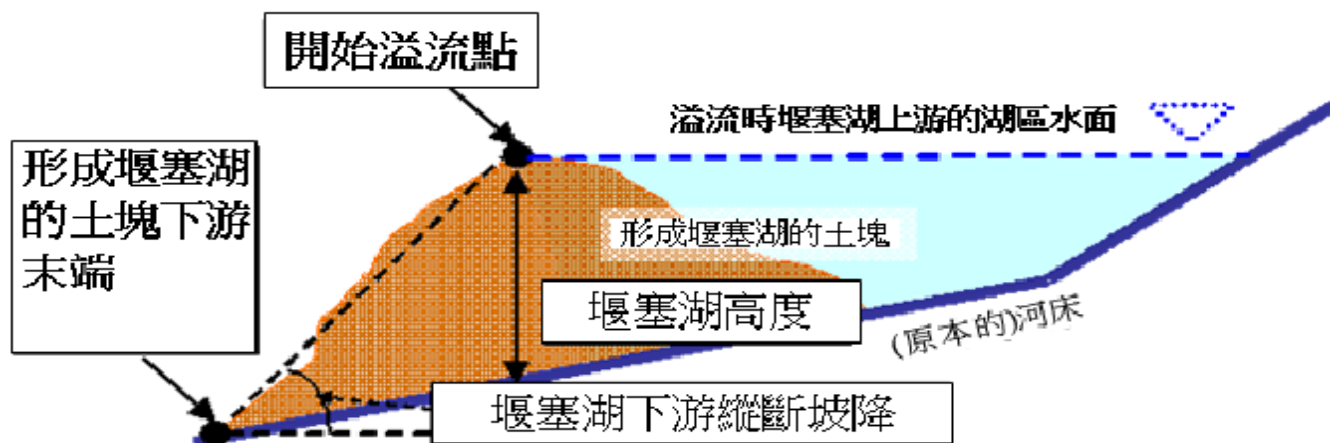 開始溢流點
溢流時堰塞湖上游的湖區水面
形成堰塞湖
的土塊下游
末端
形成堰塞湖的土塊
堰塞湖高度
(原本的)河床
堰塞湖下游縱斷坡降